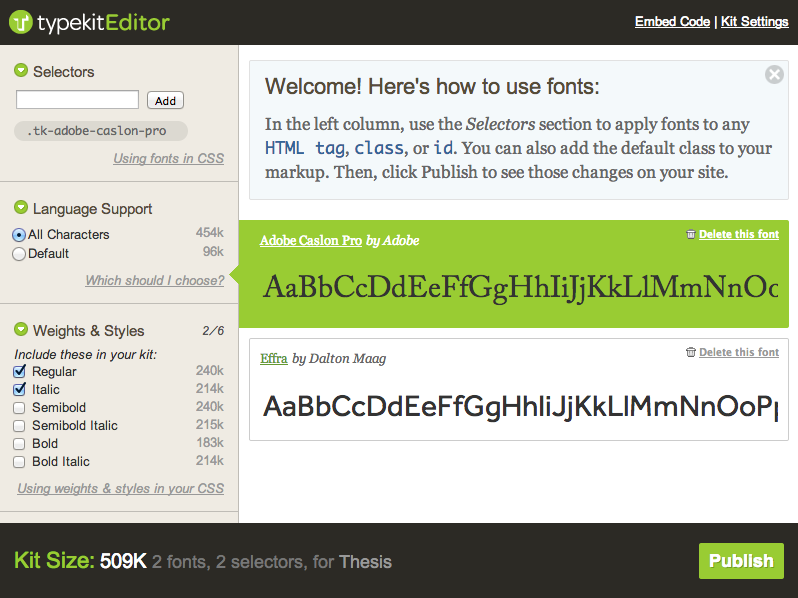 typekitEditor
Embed Code | Kit Settings
Selectors
Add
.tk-adobe-caslon-pro
Using fonts in CSS
Language Support
All Characters 454k
Default 96k
Which should I choose?
Weights & Styles 2/6
Include these in your kit:
Regular 240k
Italic 214k
Semibold 240k
Semibold Italic 215k
Bold 183k
Bold Italic 214k
Using weights & styles in your CSS
Welcome! Here's how to use fonts:
In the left column, use the Selectors section to apply fonts to any
HTML tag, class, or id. You can also add the default class to your
markup. Then, click Publish to see those changes on your site.
Adobe Caslon Pro by Adobe
Delete this font
AaBbCcDdEeFfGgHhIiJjKkLlMmNnOo
Effra by Dalton Maag
Delete this font
AaBbCcDdEeFfGgHhIiJjKkLlMmNnOoPp
Kit Size: 509K 2 fonts, 2 selectors, for Thesis
Publish